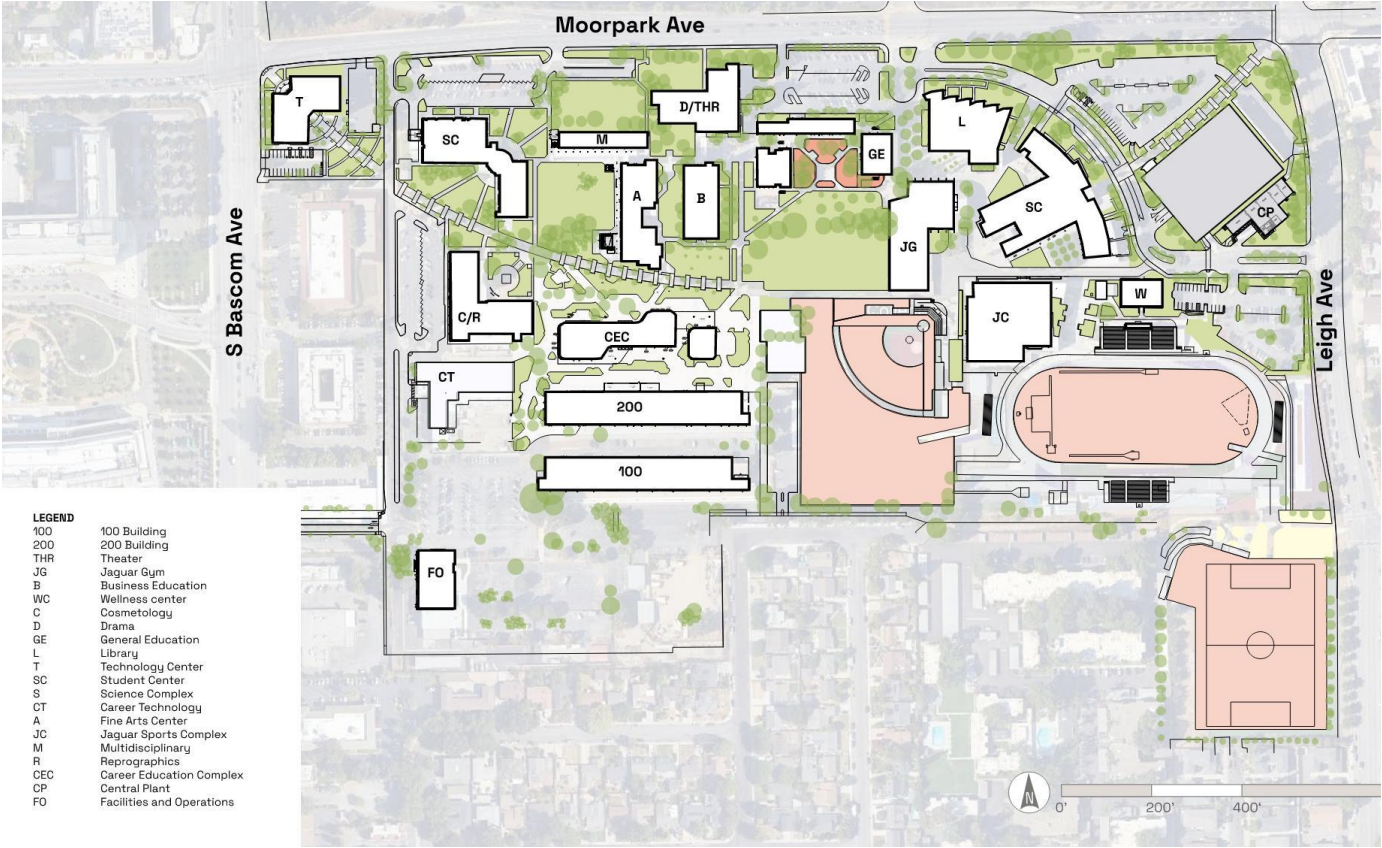 Moorpark Ave
T
D/THR
L
SC
M
GE
A
B
SC
CP
JG
S Bascom Ave
W
C/R
JC
CEC
Leigh Ave
CT
200
100
LEGEND
100 100 Building
200 200 Building
THR Theater
JG Jaguar Gym
B Business Education
WC Wellness center
C Cosmetology
D Drama
GE General Education
L Library
T Technology Center
SC Student Center
S Science Complex
CT Career Technology
A Fine Arts Center
JC Jaguar Sports Complex
M Multidisciplinary
R Reprographics
CEC Career Education Complex
CP Central Plant
FO Facilities and Operations
FO
N
0' 200' 400'